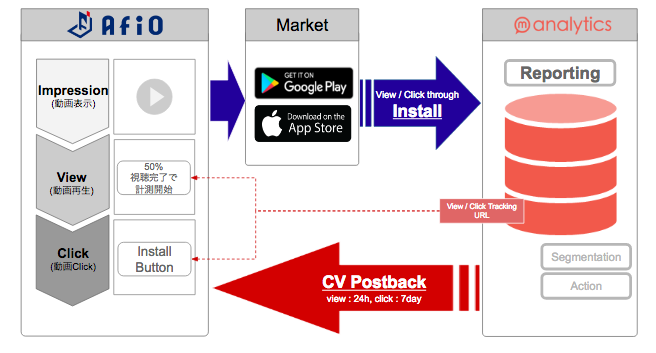 AfiO
Impression
(動画表示)
View
(動画再生)
50%
視聴完了で
計測開始
Click
(動画Click)
Install
Button
Market
GET IT ON
Google Play
Download on the
App Store
View / Click through
Install
m analytics
Reporting
View / Click Tracking
URL
Segmentation
Action
CV Postback
view : 24h, click : 7day